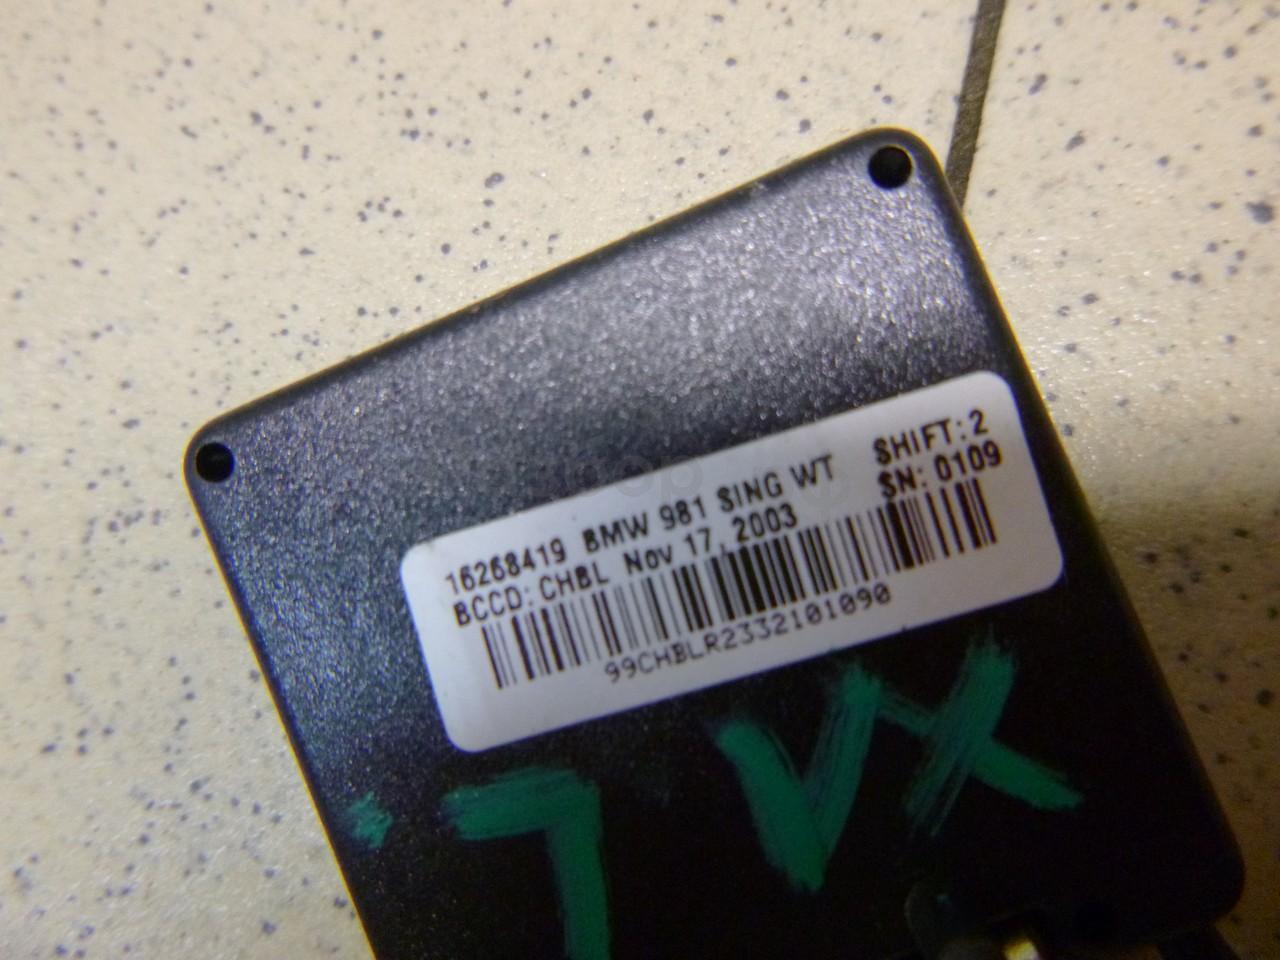 16268419 BMW 981 SING WT SHIFT: 2
BCCD: CHBL Nov 17, 2003 SN: 0109
99CHBLR2332101090